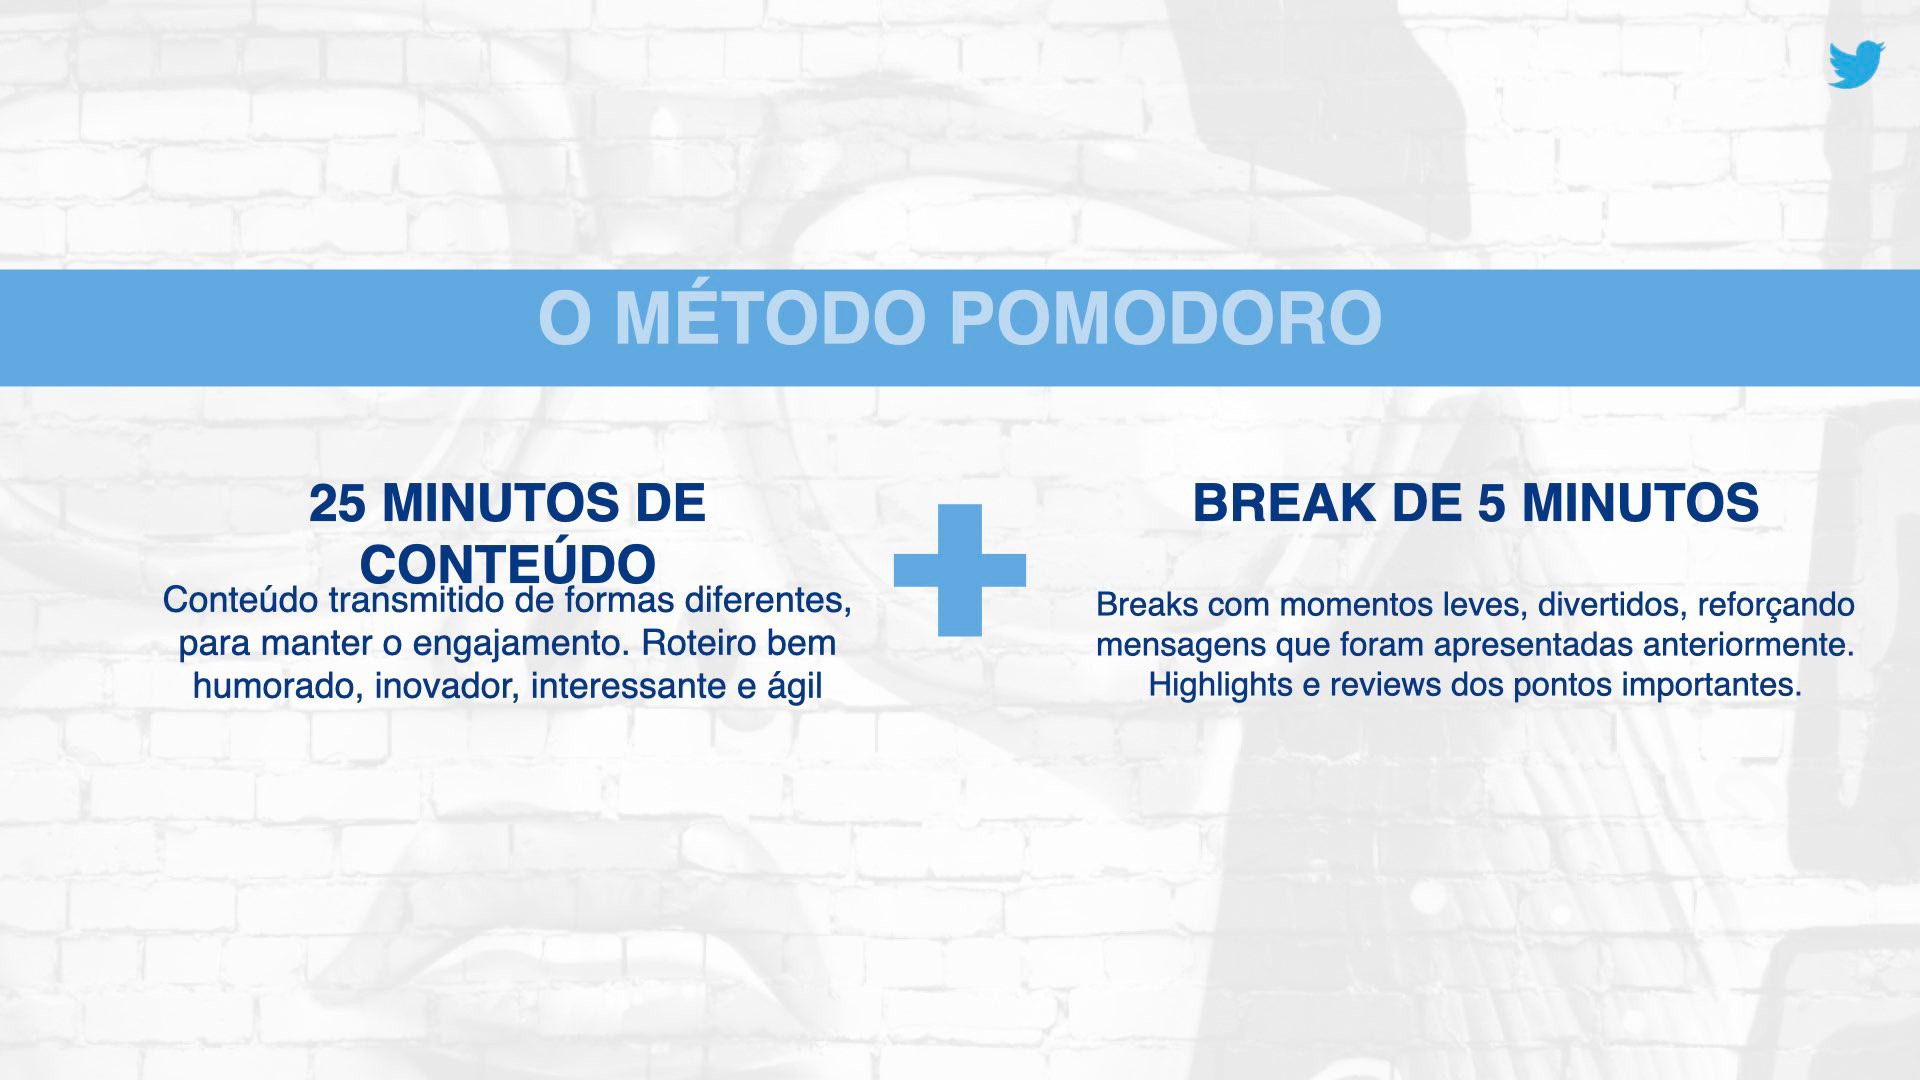 O MÉTODO POMODORO
25 MINUTOS DE
CONTEÚDO
Conteúdo transmitido de formas diferentes,
para manter o engajamento. Roteiro bem
humorado, inovador, interessante e ágil
BREAK DE 5 MINUTOS
Breaks com momentos leves, divertidos, reforçando
mensagens que foram apresentadas anteriormente.
Highlights e reviews dos pontos importantes.